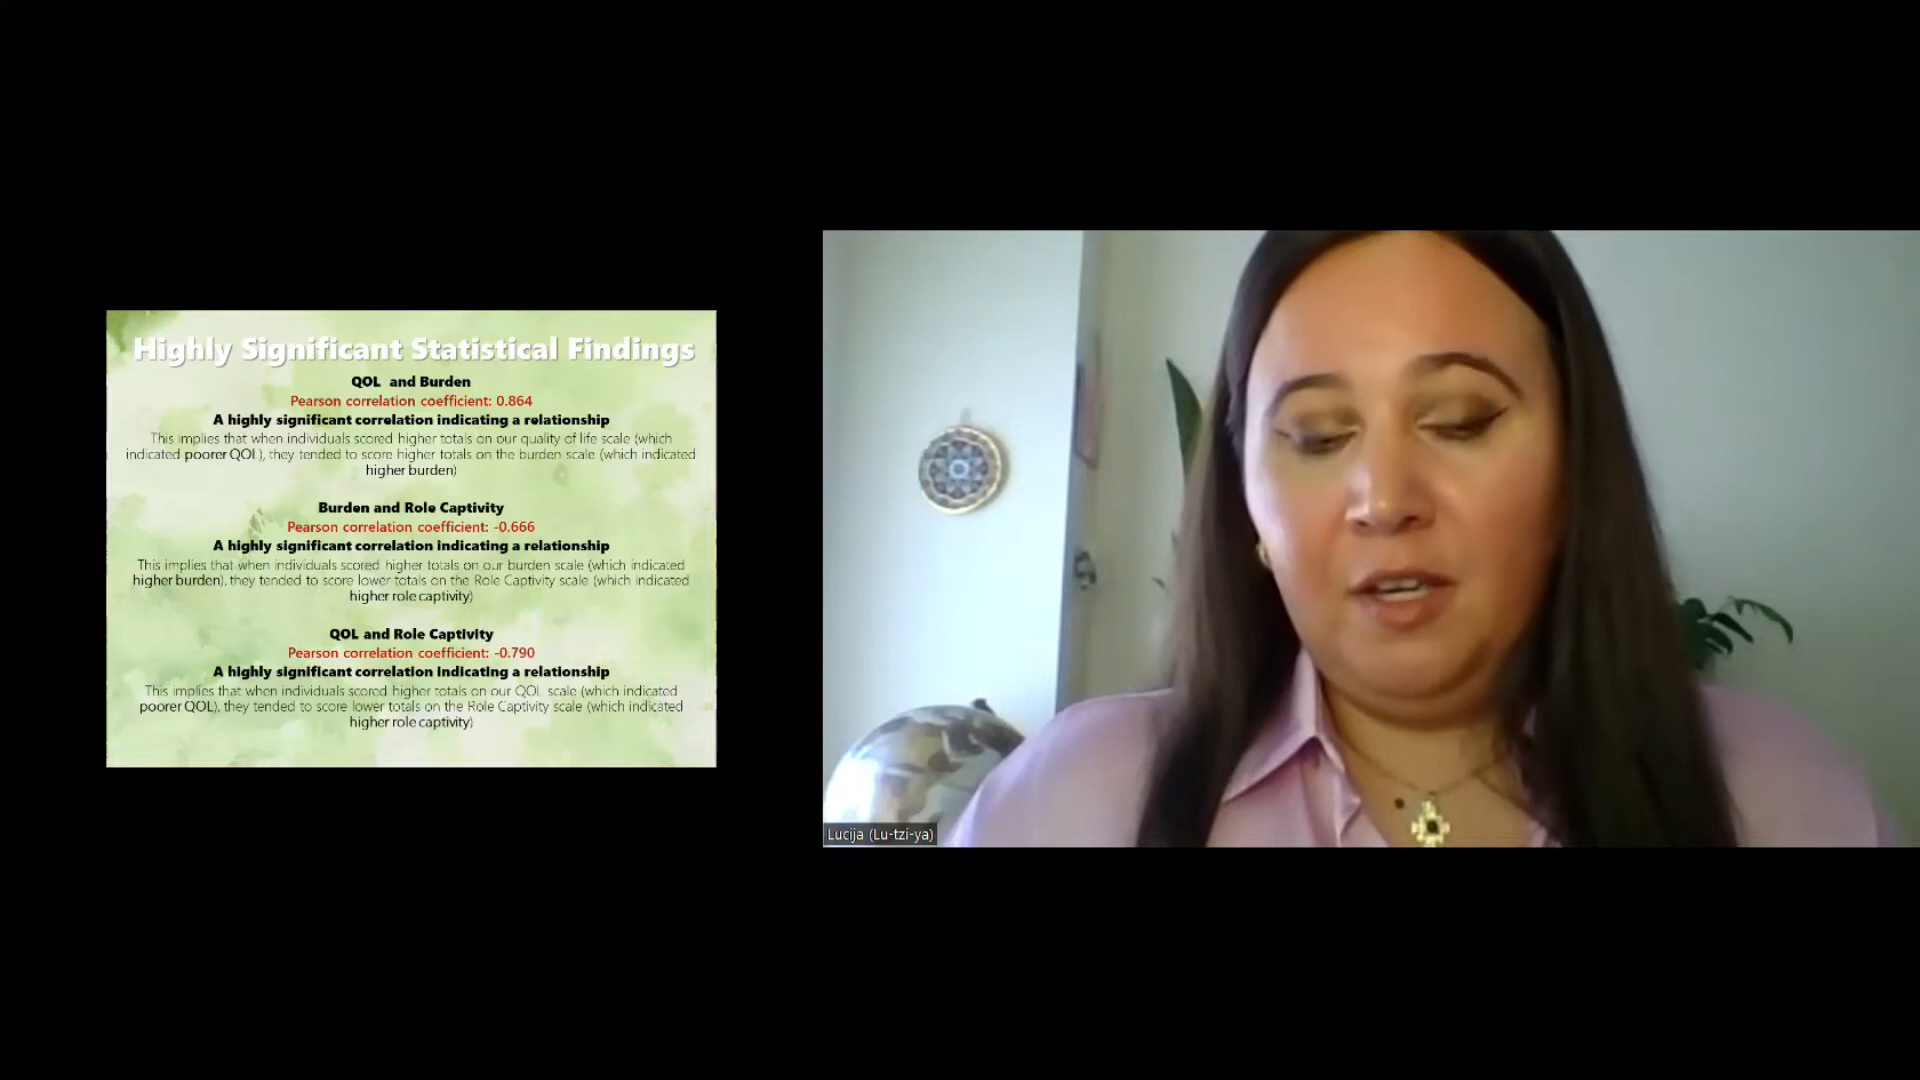 Highly Significant Statistical Findings
QOL and Burden
Pearson correlation coefficient: 0.864
A highly significant correlation indicating a relationship
This implies that when individuals scored higher totals on our quality of life scale (which
indicated poorer QOL), they tended to score higher totals on the burden scale (which indicated
higher burden)
Burden and Role Captivity
Pearson correlation coefficient: -0.666
A highly significant correlation indicating a relationship
This implies that when individuals scored higher totals on our burden scale (which indicated
higher burden), they tended to score lower totals on the Role Captivity scale (which indicated
higher role captivity)
QOL and Role Captivity
Pearson correlation coefficient: -0.790
A highly significant correlation indicating a relationship
This implies that when individuals scored higher totals on our QOL scale (which indicated
poorer QOL), they tended to score lower totals on the Role Captivity scale (which indicated
higher role captivity)
Lucija (Lu-tzi-ya)